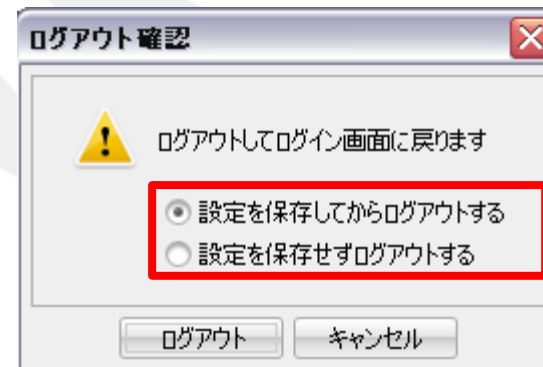 ログアウト確認
ログアウトしてログイン画面に戻ります
設定を保存してからログアウトする
設定を保存せずログアウトする
ログアウト
キャンセル